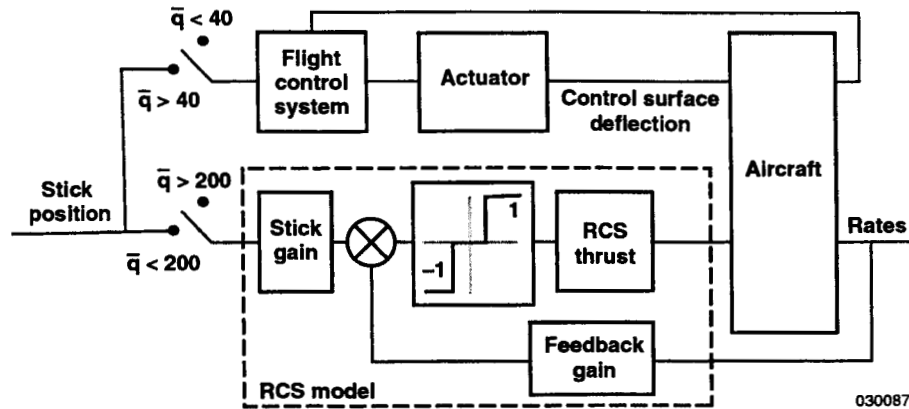 q̄ < 40
q̄ > 40
Flight
control
system
Actuator
Control surface
deflection
Aircraft
Stick
position
q̄ > 200
q̄ < 200
Stick
gain
1
−1
RCS
thrust
Rates
Feedback
gain
RCS model
030087